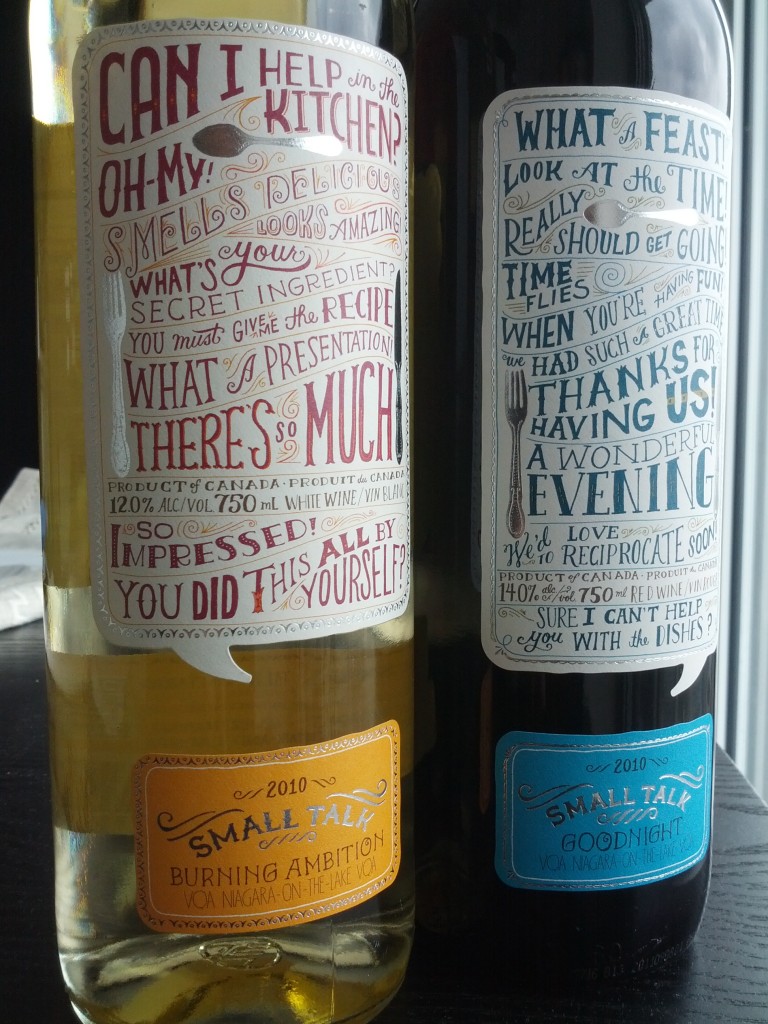 CAN I HELP in the
KITCHEN?
OH-MY!
SMELLS DELICIOUS
LOOKS AMAZING
WHAT'S your
SECRET INGREDIENT?
YOU must GIVE ME the RECIPE
WHAT A PRESENTATION!
THERE'S so MUCH
PRODUCT of CANADA · PRODUIT du CANADA
12.0% ALC/VOL. 750 mL WHITE WINE/VIN BLANC
SO
IMPRESSED!
YOU DID THIS ALL BY
YOURSELF?
2010
SMALL TALK
BURNING AMBITION
VQA NIAGARA-ON-THE-LAKE VQA
WHAT A FEAST!
LOOK AT the TIME!
REALLY
SHOULD GET GOING
TIME
FLIES
WHEN YOU'RE HAVING FUN!
we HAD SUCH A GREAT TIME
THANKS FOR
HAVING US!
A WONDERFUL
EVENING
We'd LOVE
TO RECIPROCATE SOON!
PRODUCT of CANADA · PRODUIT du CANADA
14.0% alc/vol. 750 ml RED WINE/VIN
SURE I CAN'T HELP
you WITH the DISHES?
2010
SMALL TALK
GOODNIGHT
VQA NIAGARA-ON-THE-LAKE VQA